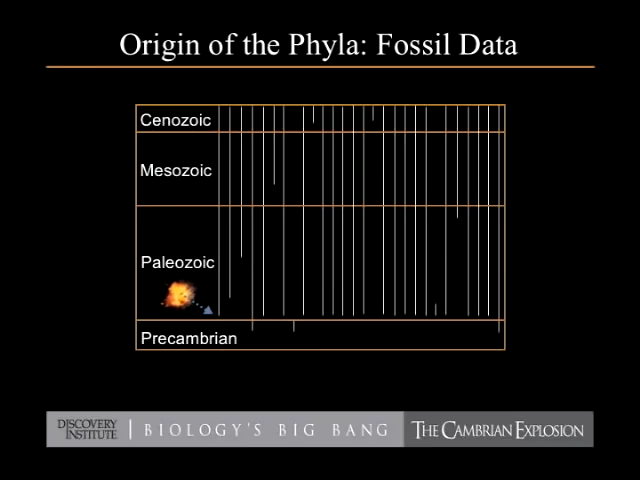 Origin of the Phyla: Fossil Data
Cenozoic
Mesozoic
Paleozoic
Precambrian
DISCOVERY
INSTITUTE
BIOLOGY'S BIG BANG
THE CAMBRIAN EXPLOSION